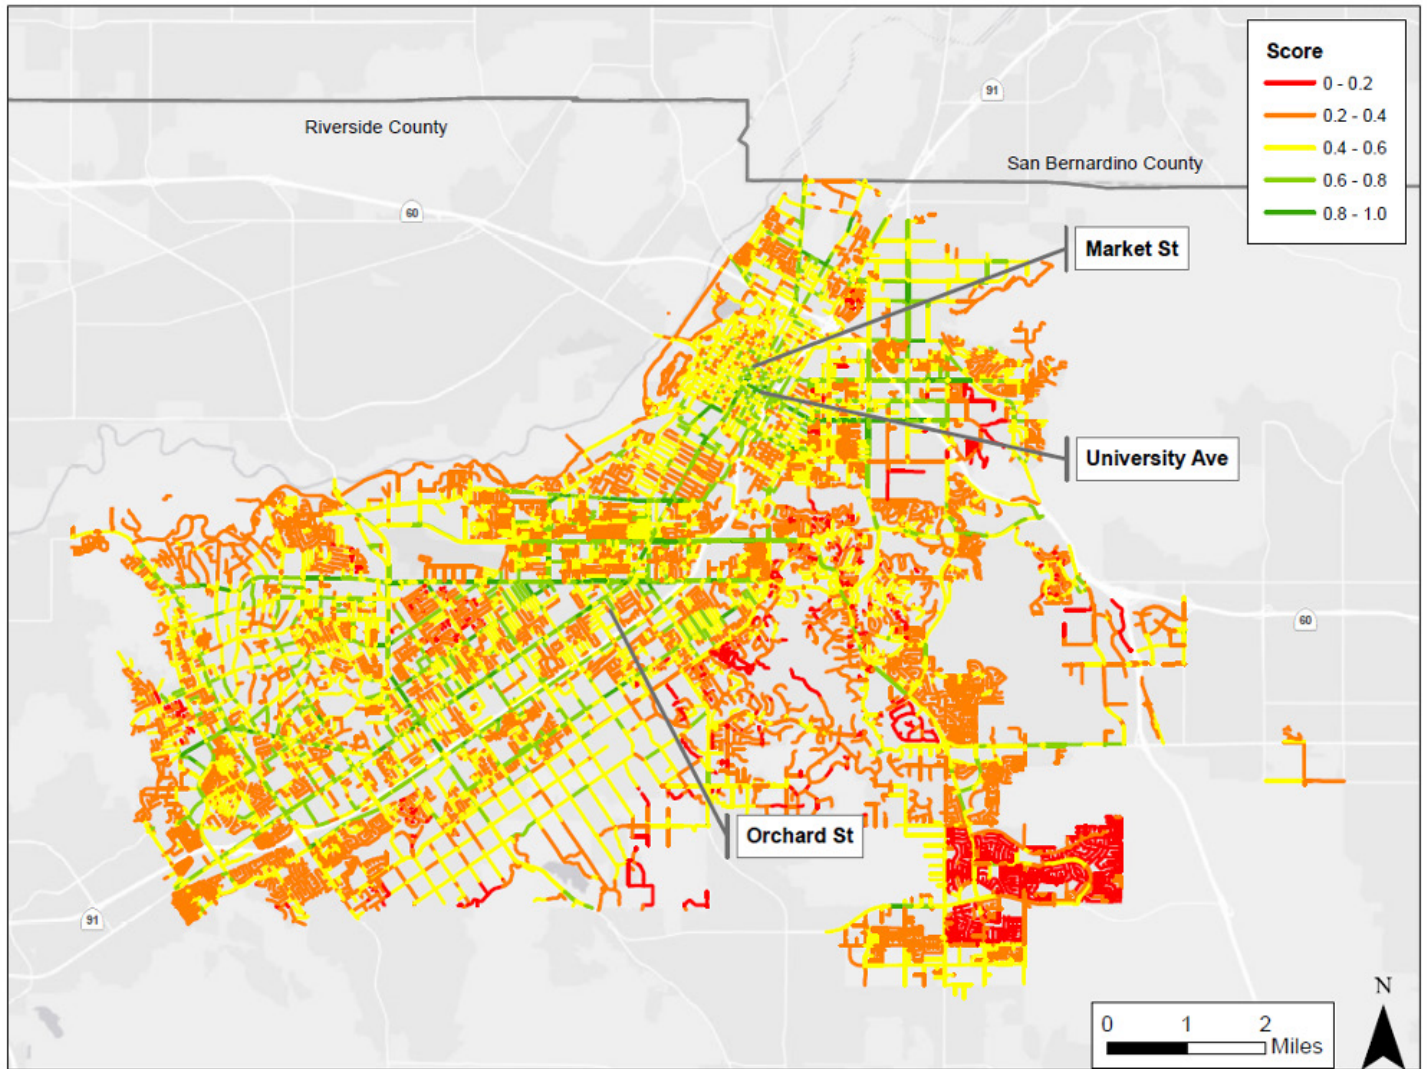 Score
0 - 0.2
0.2 - 0.4
0.4 - 0.6
0.6 - 0.8
0.8 - 1.0
91
Riverside County
San Bernardino County
60
Market St
University Ave
60
Orchard St
91
N
0 1 2
Miles